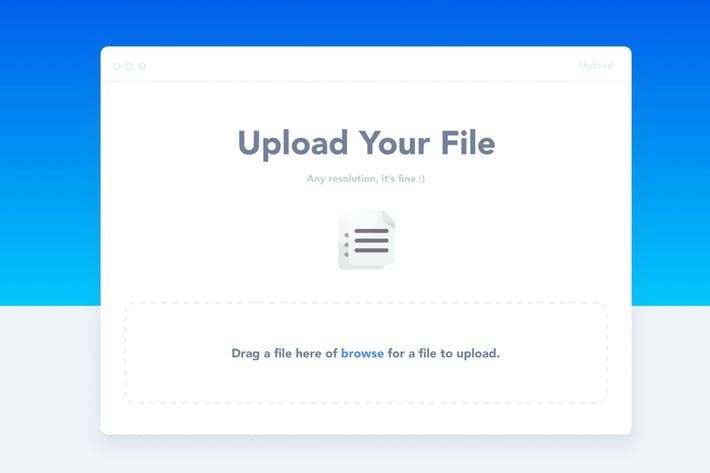 Upload
Upload Your File
Any resolution, it's fine :)
Drag a file here of browse for a file to upload.